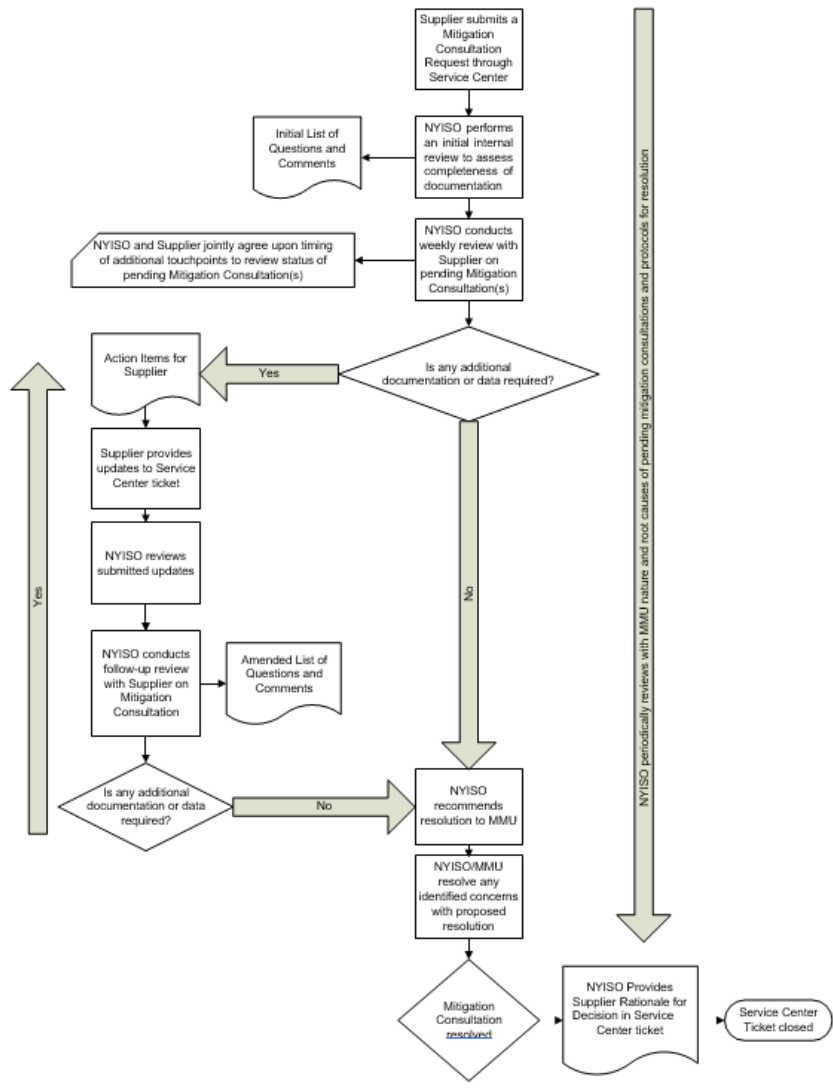 Supplier submits a
Mitigation
Consultation
Request through
Service Center
Initial List of
Questions and
Comments
NYISO performs
an initial internal
review to assess
completeness of
documentation
NYISO and Supplier jointly agree upon timing
of additional touchpoints to review status of
pending Mitigation Consultation(s)
NYISO conducts
weekly review with
Supplier on
pending Mitigation
Consultation(s)
Action Items for
Supplier
Yes
Is any additional
documentation or data required?
Supplier provides
updates to Service
Center ticket
NYISO reviews
submitted updates
Yes
No
NYISO conducts
follow-up review
with Supplier on
Mitigation
Consultation
Amended List of
Questions and
Comments
Is any additional
documentation or data
required?
No
NYISO
recommends
resolution to MMU
NYISO/MMU
resolve any
identified concerns
with proposed
resolution
Mitigation
Consultation
resolved
NYISO Provides
Supplier Rationale for
Decision in Service
Center ticket
Service Center
Ticket closed
NYISO periodically reviews with MMU nature and root causes of pending mitigation consultations and protocols for resolution